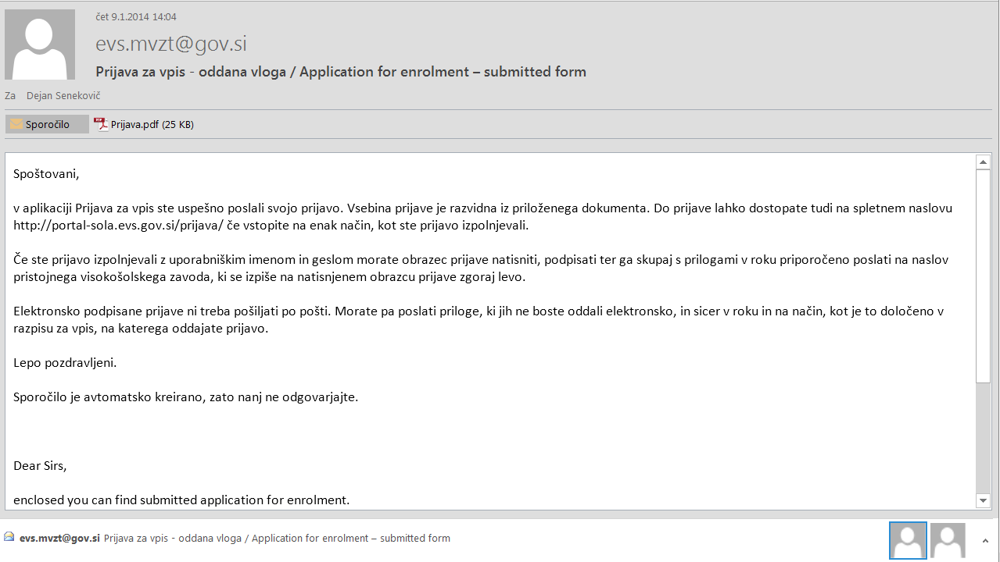 čet 9.1.2014 14:04
evs.mvzt@gov.si
Prijava za vpis - oddana vloga / Application for enrolment – submitted form
Za Dejan Senekovič
Sporočilo Prijava.pdf (25 KB)
Spoštovani,
v aplikaciji Prijava za vpis ste uspešno poslali svojo prijavo. Vsebina prijave je razvidna iz priloženega dokumenta. Do prijave lahko dostopate tudi na spletnem naslovu
http://portal-sola.evs.gov.si/prijava/ če vstopite na enak način, kot ste prijavo izpolnjevali.
Če ste prijavo izpolnjevali z uporabniškim imenom in geslom morate obrazec prijave natisniti, podpisati ter ga skupaj s prilogami v roku priporočeno poslati na naslov
pristojnega visokošolskega zavoda, ki se izpiše na natisnjenem obrazcu prijave zgoraj levo.
Elektronsko podpisane prijave ni treba pošiljati po pošti. Morate pa poslati priloge, ki jih ne boste oddali elektronsko, in sicer v roku in na način, kot je to določeno v
razpisu za vpis, na katerega oddajate prijavo.
Lepo pozdravljeni.
Sporočilo je avtomatsko kreirano, zato nanj ne odgovarjajte.
Dear Sirs,
enclosed you can find submitted application for enrolment.
evs.mvzt@gov.si Prijava za vpis - oddana vloga / Application for enrolment – submitted form